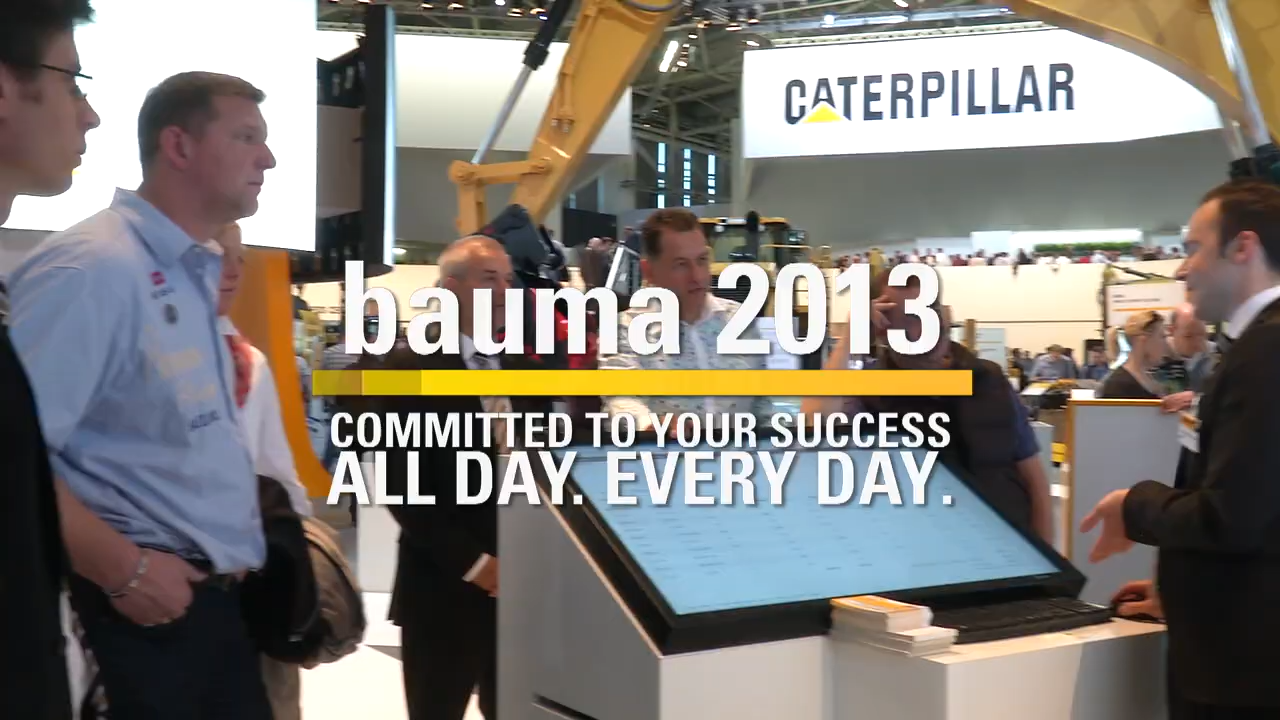 CATERPILLAR
bauma 2013
COMMITTED TO YOUR SUCCESS
ALL DAY. EVERY DAY.